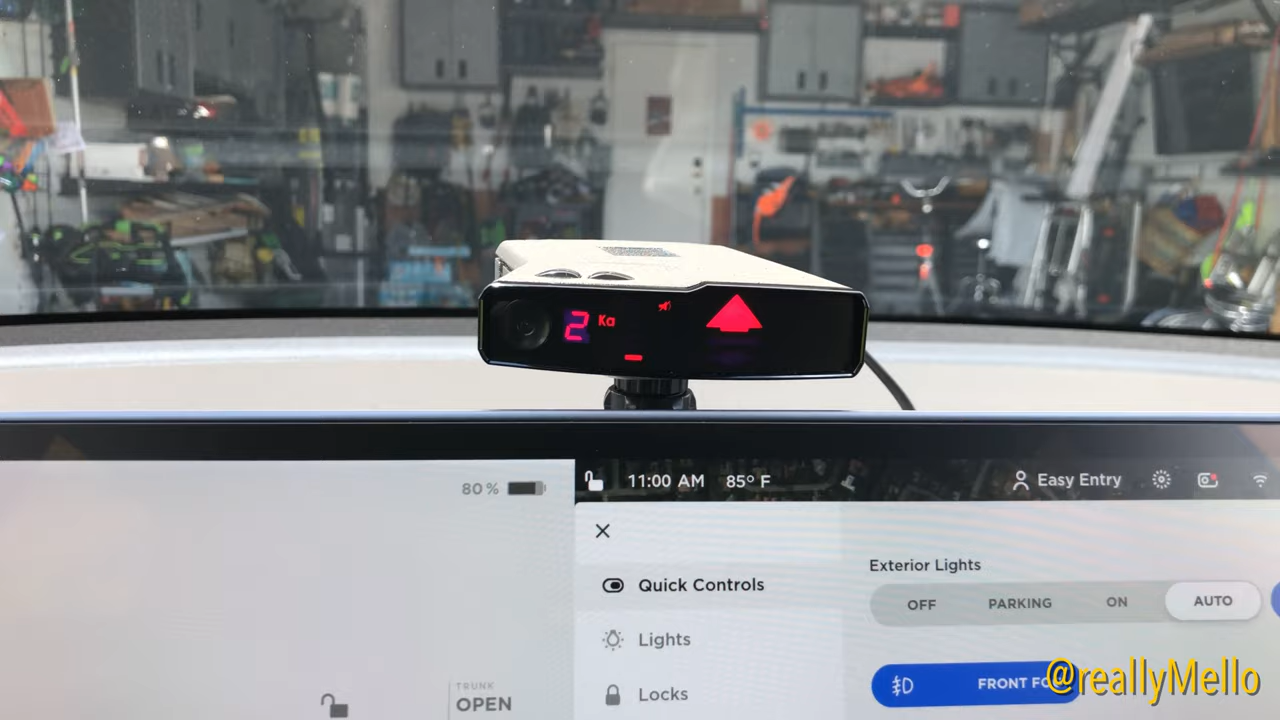 2 Ka
80 %
11:00 AM 85° F
Easy Entry
Quick Controls
Lights
Locks
TRUNK
OPEN
Exterior Lights
OFF PARKING ON AUTO
FRONT
@reallyMello